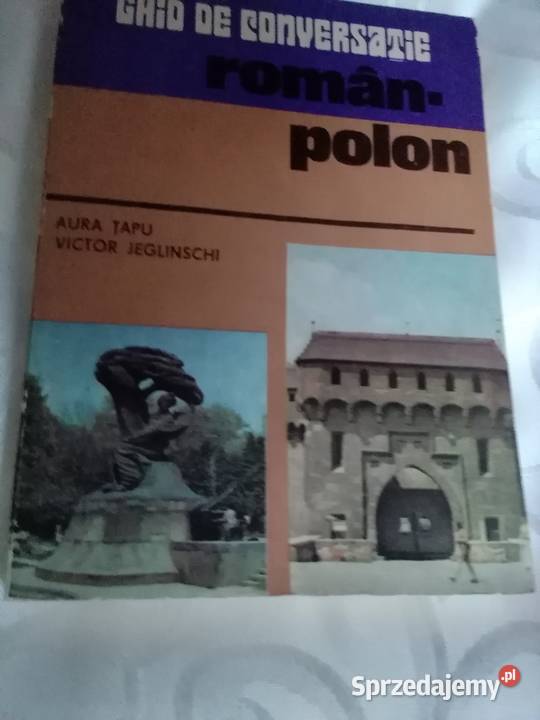 GHID DE CONVERSAȚIE
român-
polon
AURA ȚAPU
VICTOR JEGLINSCHI
Sprzedajemy.pl